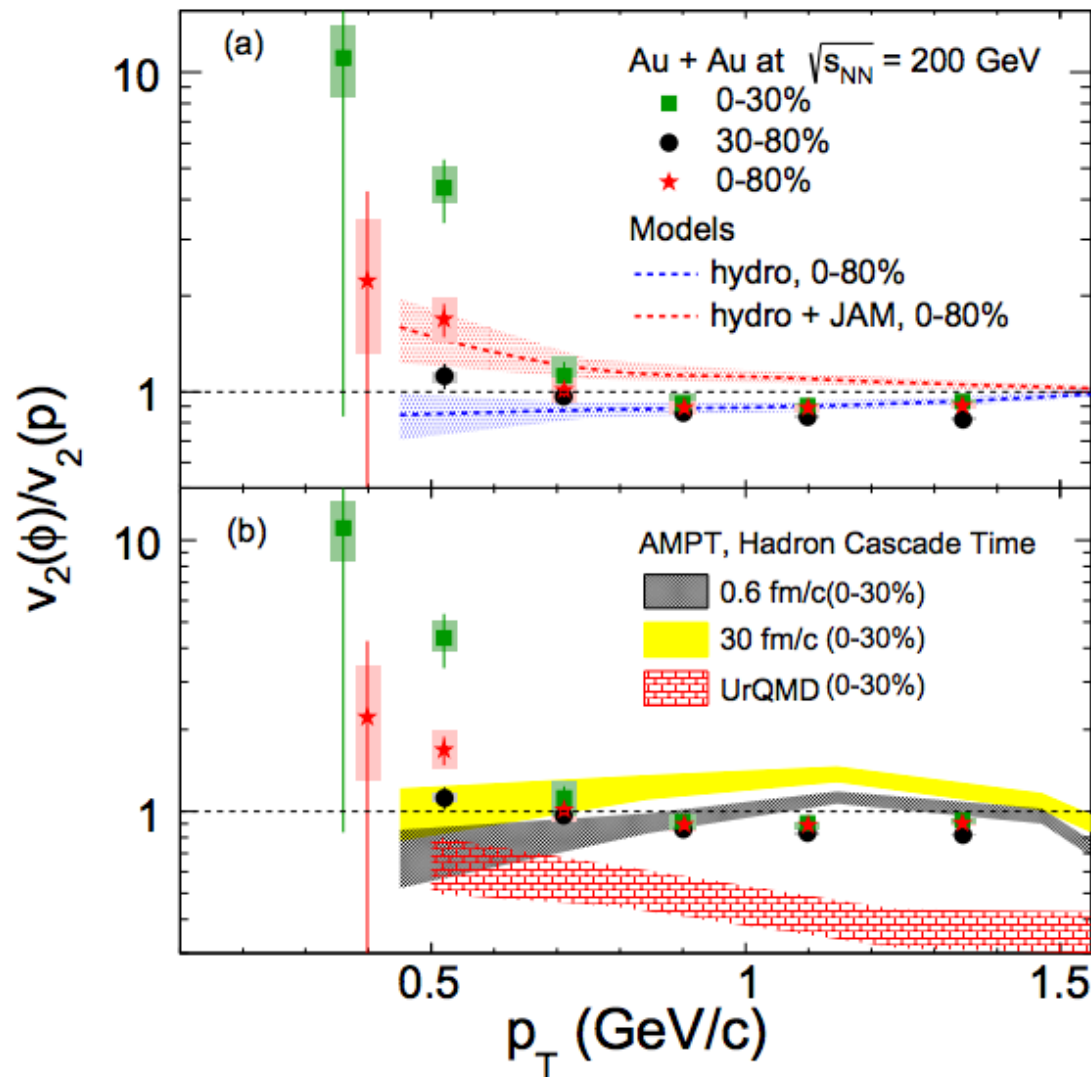 (a)
Au + Au at √s_NN = 200 GeV
0-30%
30-80%
0-80%
Models
hydro, 0-80%
hydro + JAM, 0-80%
10
1
v₂(ϕ)/v₂(p)
(b)
AMPT, Hadron Cascade Time
0.6 fm/c(0-30%)
30 fm/c (0-30%)
UrQMD (0-30%)
10
1
0.5 1 1.5
p_T (GeV/c)